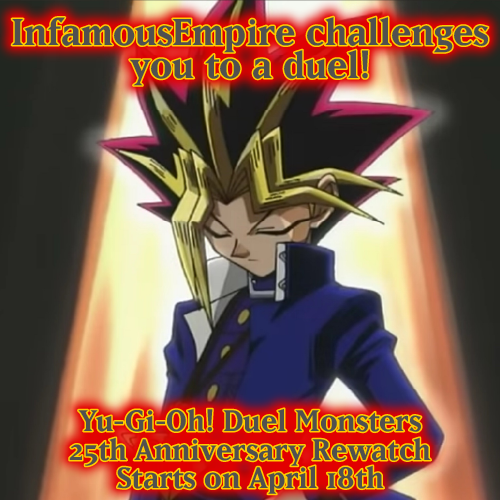 InfamousEmpire challenges
you to a duel!
Yu-Gi-Oh! Duel Monsters
25th Anniversary Rewatch
Starts on April 18th